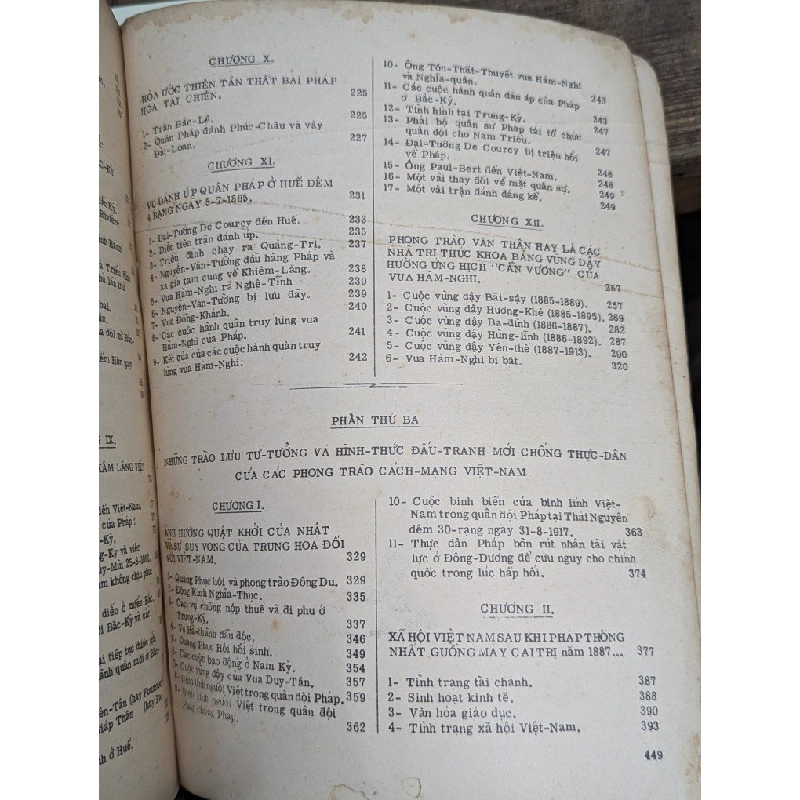 CHƯƠNG X.
HÒA ƯỚC THIÊN TÂN THẤT BẠI PHÁP
HOA TÁI CHIẾN. 225
1- Trận Bắc-Lệ. 225
2- Quân Pháp đánh Phúc-Châu và vây
Đài-Loan. 227
CHƯƠNG XI.
VỤ ĐÁNH ÚP QUÂN PHÁP Ở HUẾ ĐÊM
4 RẠNG NGÀY 5-7-1885. 231
1- Đại-Tướng De Courcy đến Huế. 233
2- Diễn tiến trận đánh úp. 235
3- Triều đình chạy ra Quảng-Trị. 237
4- Nguyễn-Văn-Tường đầu hàng Pháp và
xa gia tam cung về Khiêm-Lăng. 238
5- Vua Hàm-Nghi ra Nghệ-Tĩnh 239
6- Nguyễn-Văn-Tường bị lưu đày. 239
7- Vua Đồng-Khánh. 240
8- Các cuộc hành quân truy lùng vua
Hàm-Nghi của Pháp. 241
9- Kết quả của các cuộc hành quân truy
lùng vua Hàm-Nghi. 242
10- Ông Tôn-Thất-Thuyết vua Hàm-Nghi
và Nghĩa-quân. 243
11- Các cuộc hành quân đàn áp của Pháp
ở Bắc-Kỳ. 243
12- Tình hình tại Trung-Kỳ. 247
13- Phái bộ quân sự Pháp tái tổ chức
quân đội cho Nam Triều. 247
14- Đại-Tướng De Courcy bị triệu hồi
về Pháp. 247
15- Ông Paul-Bert đến Việt-Nam. 248
16- Một vài thay đổi về mặt quân sự. 248
17- Một vài trận đánh đáng kể. 249
249
CHƯƠNG XII.
PHONG TRÀO VĂN THÂN HAY LÀ CÁC
NHÀ TRÍ THỨC KHOA BẢNG VÙNG DẬY
HƯỞNG ỨNG HỊCH "CẦN VƯƠNG" CỦA
VUA HÀM-NGHI. 257
1- Cuộc vùng dậy Bãi-sậy (1885-1889). 257
2- Cuộc vùng dậy Hương-Khê (1885-1895). 269
3- Cuộc vùng dậy Ba-đình (1886-1887). 282
4- Cuộc vùng dậy Hùng-lĩnh (1886-1892). 287
5- Cuộc vùng dậy Yên-thế (1887-1913). 290
6- Vua Hàm-Nghi bị bắt. 320
PHẦN THỨ BA
NHỮNG TRÀO LƯU TƯ-TƯỞNG VÀ HÌNH-THỨC ĐẤU-TRANH MỚI CHỐNG THỰC-DÂN
CỦA CÁC PHONG TRÀO CÁCH-MẠNG VIỆT-NAM
CHƯƠNG I.
ẢNH HƯỞNG QUẬT KHỞI CỦA NHẬT
VÀ SỰ SUY VONG CỦA TRUNG HOA ĐỐI
VỚI VIỆT-NAM. 329
1- Quang Phục hội và phong trào Đông Du. 329
2- Đông Kinh Nghĩa-Thục. 335
3- Các vụ chống nộp thuế và đi phu ở
Trung-Kỳ. 337
4- Vụ Hà-thành đầu độc. 346
5- Quang Phục Hội hồi sinh. 349
6- Các cuộc bạo động ở Nam Kỳ. 354
7- Cuộc vùng dậy của Vua Duy-Tân. 357
người Việt trong quân đội Pháp. 359
người Việt trong quân đội
Pháp chống Pháp. 362
10- Cuộc binh biến của binh lính Việt-
Nam trong quân đội Pháp tại Thái Nguyên
đêm 30-rạng ngày 31-8-1917. 363
11- Thực dân Pháp bòn rút nhân tài vật
lực ở Đông-Dương để cứu nguy cho chính
quốc trong lúc hấp hối. 374
CHƯƠNG II.
XÃ HỘI VIỆT NAM SAU KHI PHÁP THỐNG
NHẤT GUỒNG MÁY CAI TRỊ năm 1887... 377
1- Tình trạng tài chánh. 387
2- Sinh hoạt kinh tế. 388
3- Văn hóa giáo dục. 390
4- Tình trạng xã hội Việt-Nam. 393
449